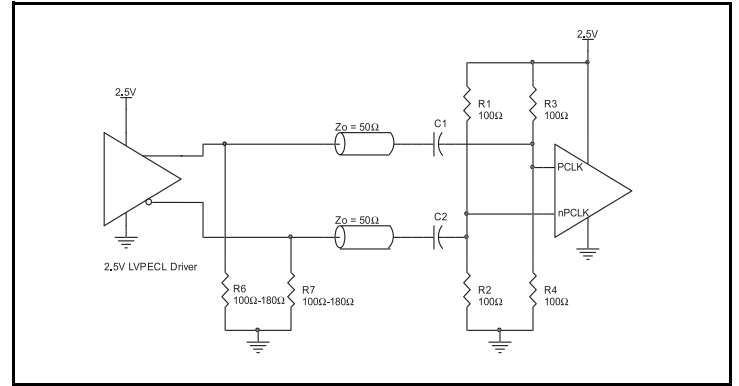 2.5V
2.5V LVPECL Driver
R6
100Ω-180Ω
R7
100Ω-180Ω
Zo = 50Ω
C1
Zo = 50Ω
C2
2.5V
R1
100Ω
R3
100Ω
PCLK
nPCLK
R2
100Ω
R4
100Ω